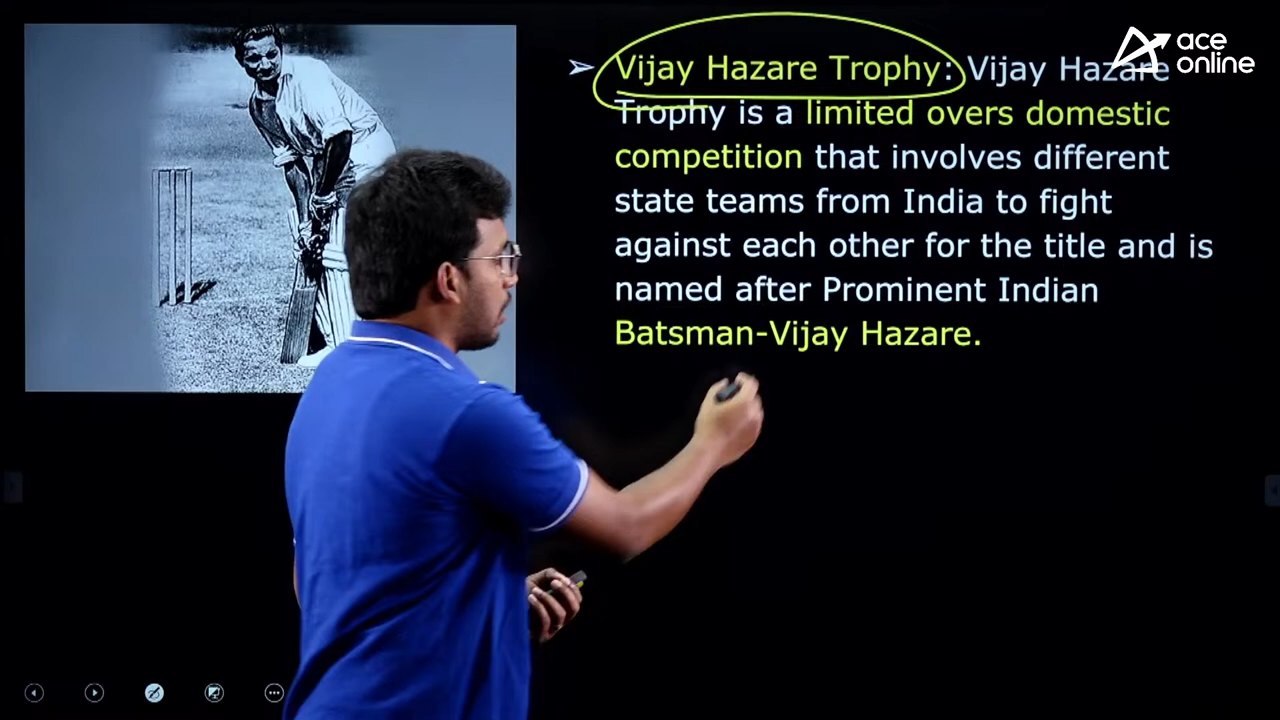 ace
online
➢ Vijay Hazare Trophy: Vijay Hazare
Trophy is a limited overs domestic
competition that involves different
state teams from India to fight
against each other for the title and is
named after Prominent Indian
Batsman-Vijay Hazare.